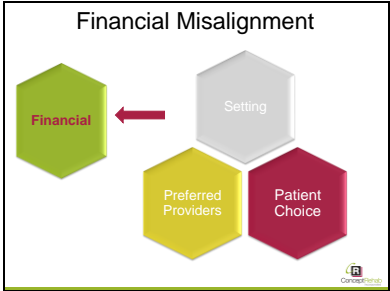 Financial Misalignment
Financial
Setting
Preferred
Providers
Patient
Choice
ConceptRehab